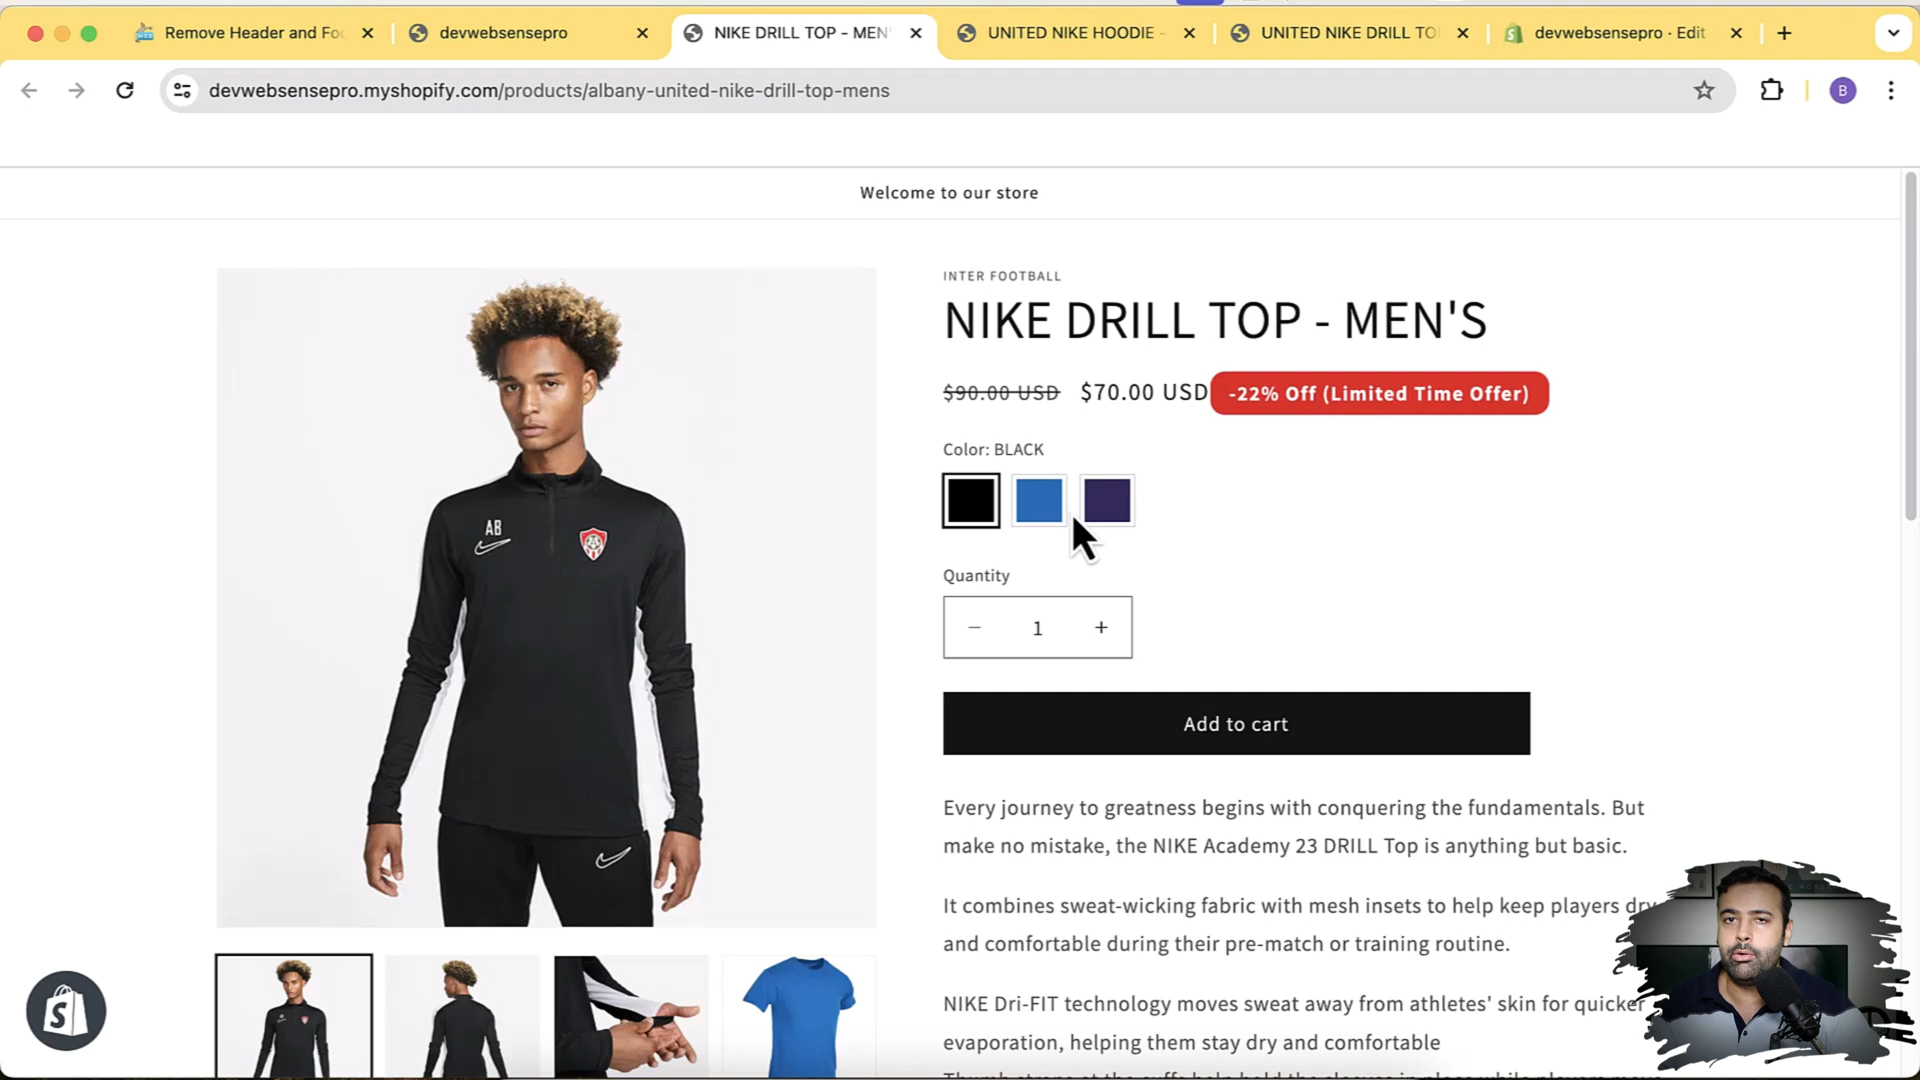 Remove Header and Fo
devwebsensepro
NIKE DRILL TOP - MEN'
UNITED NIKE HOODIE -
UNITED NIKE DRILL TO
devwebsensepro · Edit
devwebsensepro.myshopify.com/products/albany-united-nike-drill-top-mens
B
Welcome to our store
INTER FOOTBALL
NIKE DRILL TOP - MEN'S
$90.00 USD $70.00 USD -22% Off (Limited Time Offer)
Color: BLACK
AB
Quantity
− 1 +
Add to cart
Every journey to greatness begins with conquering the fundamentals. But
make no mistake, the NIKE Academy 23 DRILL Top is anything but basic.
It combines sweat-wicking fabric with mesh insets to help keep players dry
and comfortable during their pre-match or training routine.
NIKE Dri-FIT technology moves sweat away from athletes' skin for quicker
evaporation, helping them stay dry and comfortable